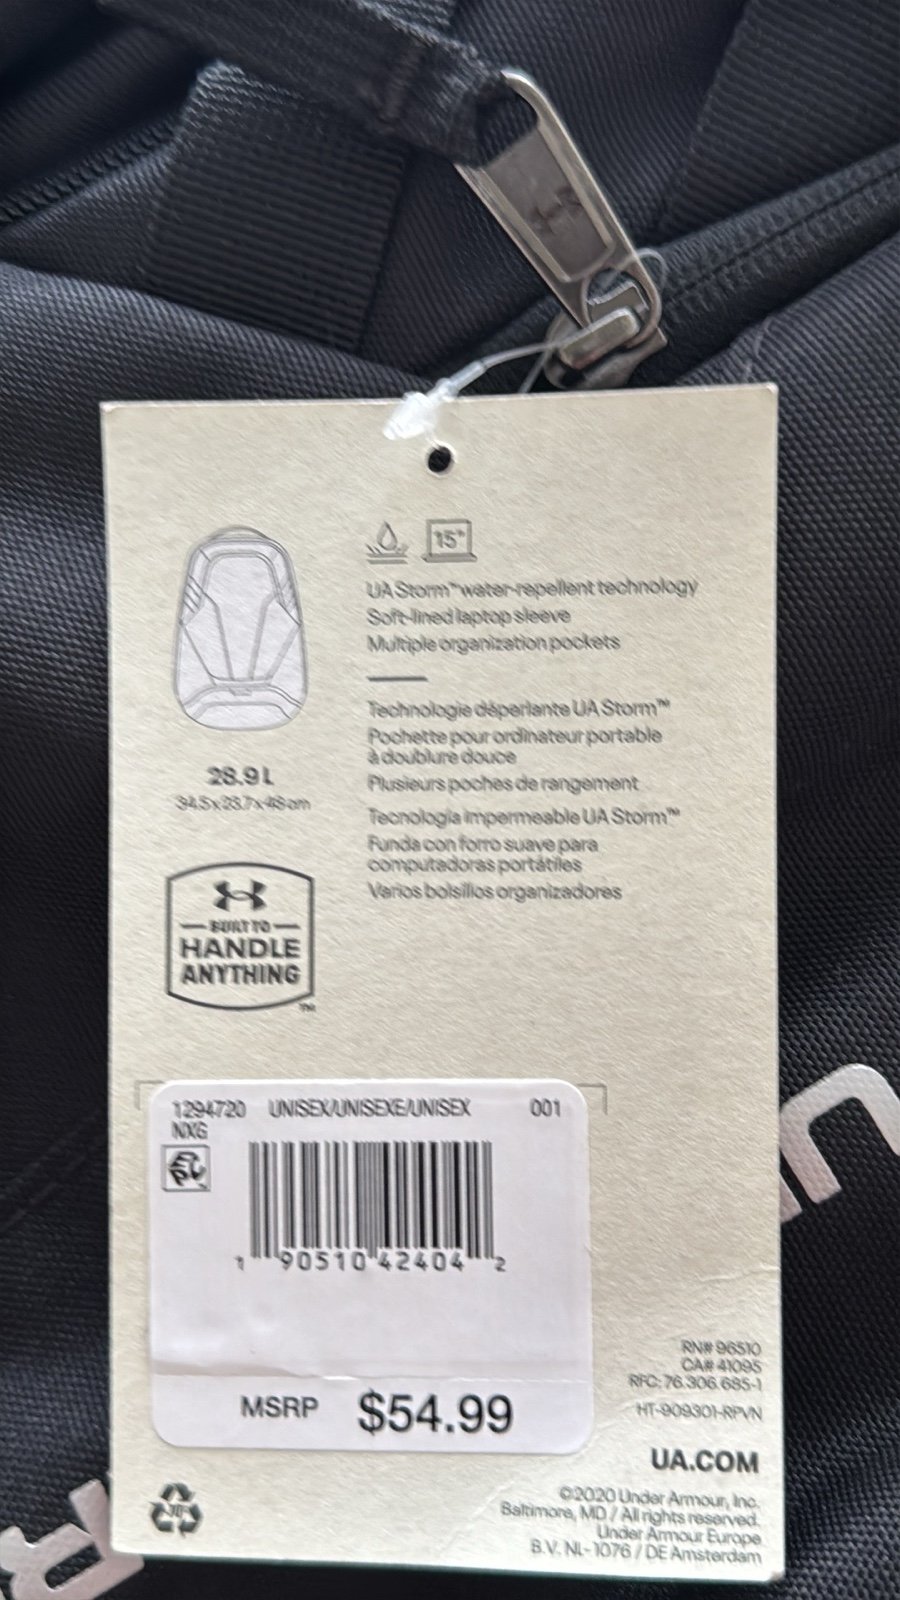 15"
UA Storm™ water-repellent technology
Soft-lined laptop sleeve
Multiple organization pockets
Technologie déperlante UA Storm™
Pochette pour ordinateur portable
à doublure douce
Plusieurs poches de rangement
Tecnología impermeable UA Storm™
Funda con forro suave para
computadoras portátiles
Varios bolsillos organizadores
28.9 L
34.5 x 23.7 x 48 cm
BUILT TO
HANDLE
ANYTHING
™
1294720 UNISEX/UNISEXE/UNISEX 001
NXG
1 90510 42404 2
MSRP $54.99
RN# 96510
CA# 41095
RFC: 76.306.685-1
HT-909301-RPVN
UA.COM
©2020 Under Armour, Inc.
Baltimore, MD / All rights reserved.
Under Armour Europe
B.V. NL- 1076 / DE Amsterdam
U
R